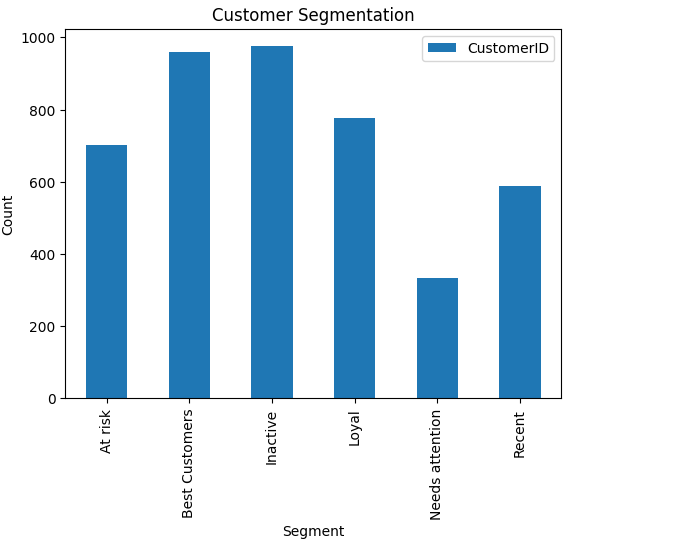 Customer Segmentation
CustomerID
1000
800
600
400
200
0
Count
At risk
Best Customers
Inactive
Loyal
Needs attention
Recent
Segment